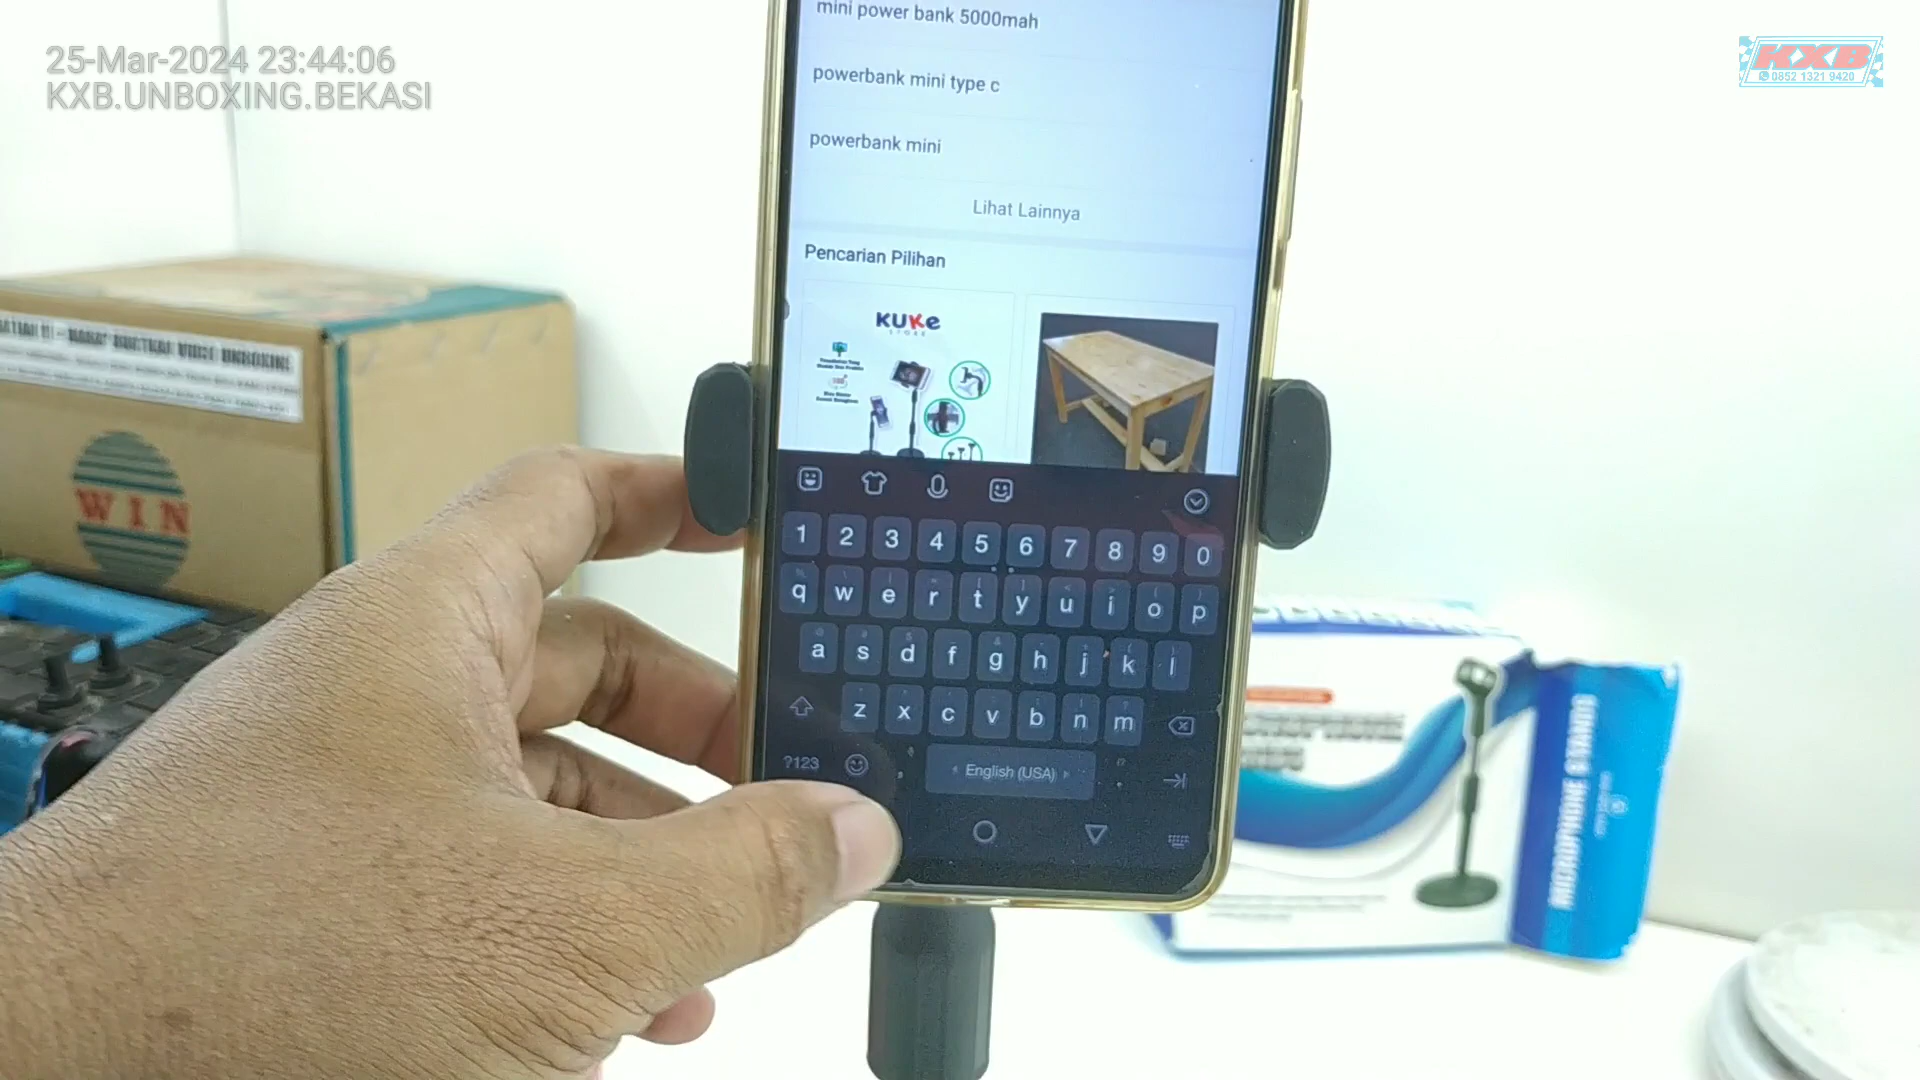 25-Mar-2024 23:44:06
KXB.UNBOXING.BEKASI
KXB
0852 1321 9420
mini power bank 5000mah
powerbank mini type c
powerbank mini
Lihat Lainnya
Pencarian Pilihan
KUKe
STORE
WIN
1 2 3 4 5 6 7 8 9 0
q w e r t y u i o p
a s d f g h j k l
z x c v b n m
?123
English (USA)
MICROPHONE STANDS